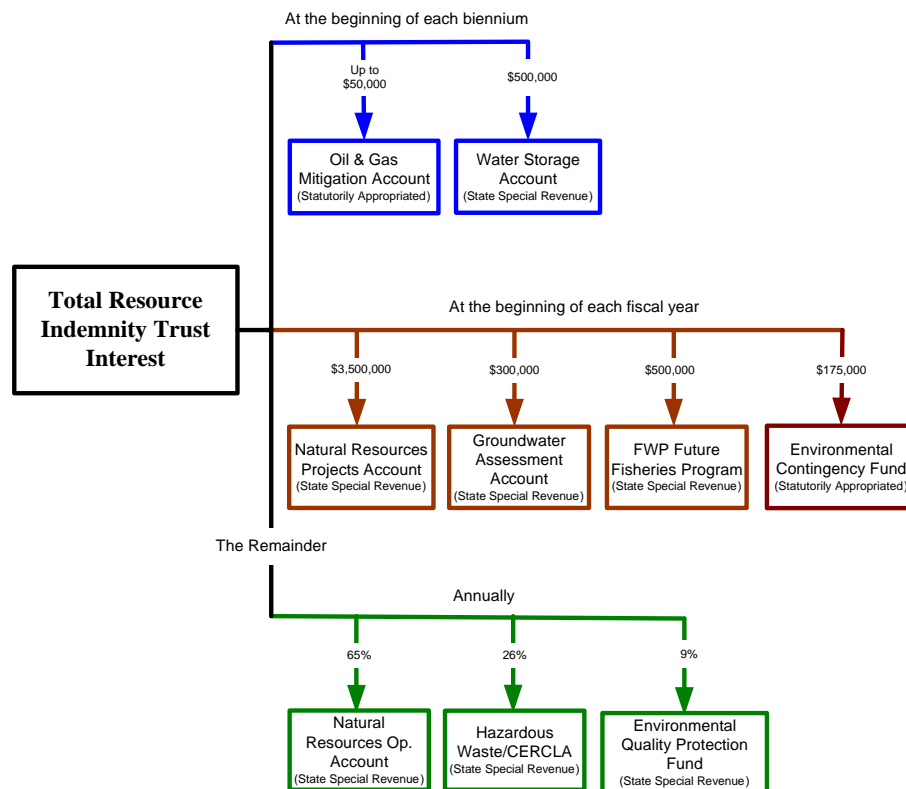 At the beginning of each biennium
Up to
$50,000
$500,000
Oil & Gas
Mitigation Account
(Statutorily Appropriated)
Water Storage
Account
(State Special Revenue)
Total Resource
Indemnity Trust
Interest
At the beginning of each fiscal year
$3,500,000
$300,000
$500,000
$175,000
Natural Resources
Projects Account
(State Special Revenue)
Groundwater
Assessment
Account
(State Special Revenue)
FWP Future
Fisheries Program
(State Special Revenue)
Environmental
Contingency Fund
(Statutorily Appropriated)
The Remainder
Annually
65%
26%
9%
Natural
Resources Op.
Account
(State Special Revenue)
Hazardous
Waste/CERCLA
(State Special Revenue)
Environmental
Quality Protection
Fund
(State Special Revenue)